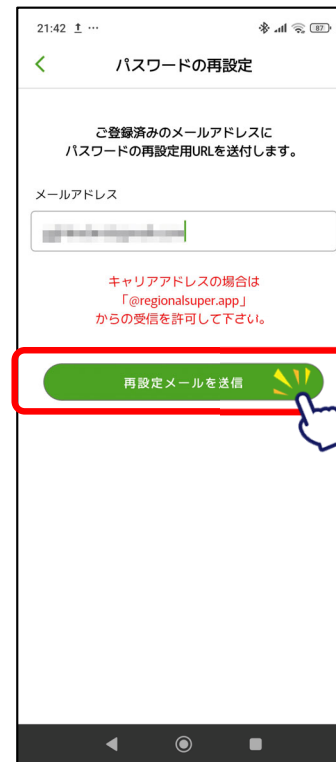 21:42
87
パスワードの再設定
ご登録済みのメールアドレスに
パスワードの再設定用URLを送付します。
メールアドレス
キャリアアドレスの場合は
「@regionalsuper.app」
からの受信を許可して下さい。
再設定メールを送信